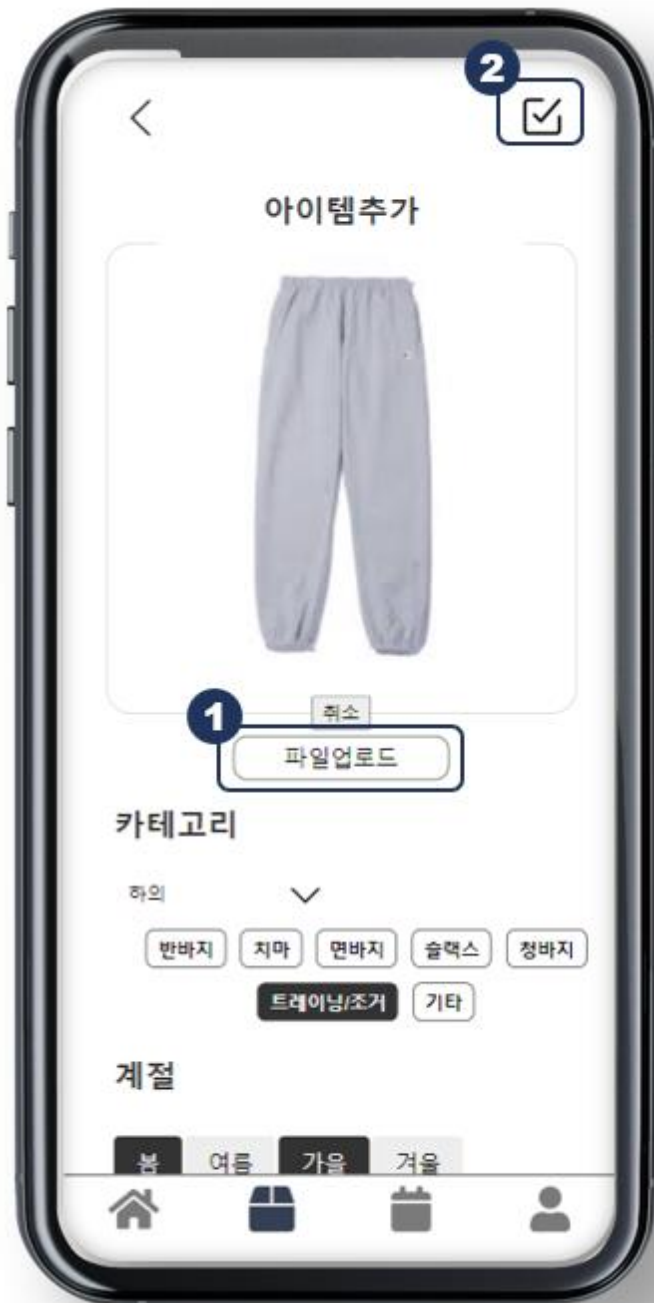 2
아이템추가
취소
1
파일업로드
카테고리
하의
반바지 치마 면바지 슬랙스 청바지
트레이닝/조거 기타
계절
봄 여름 가을 겨울